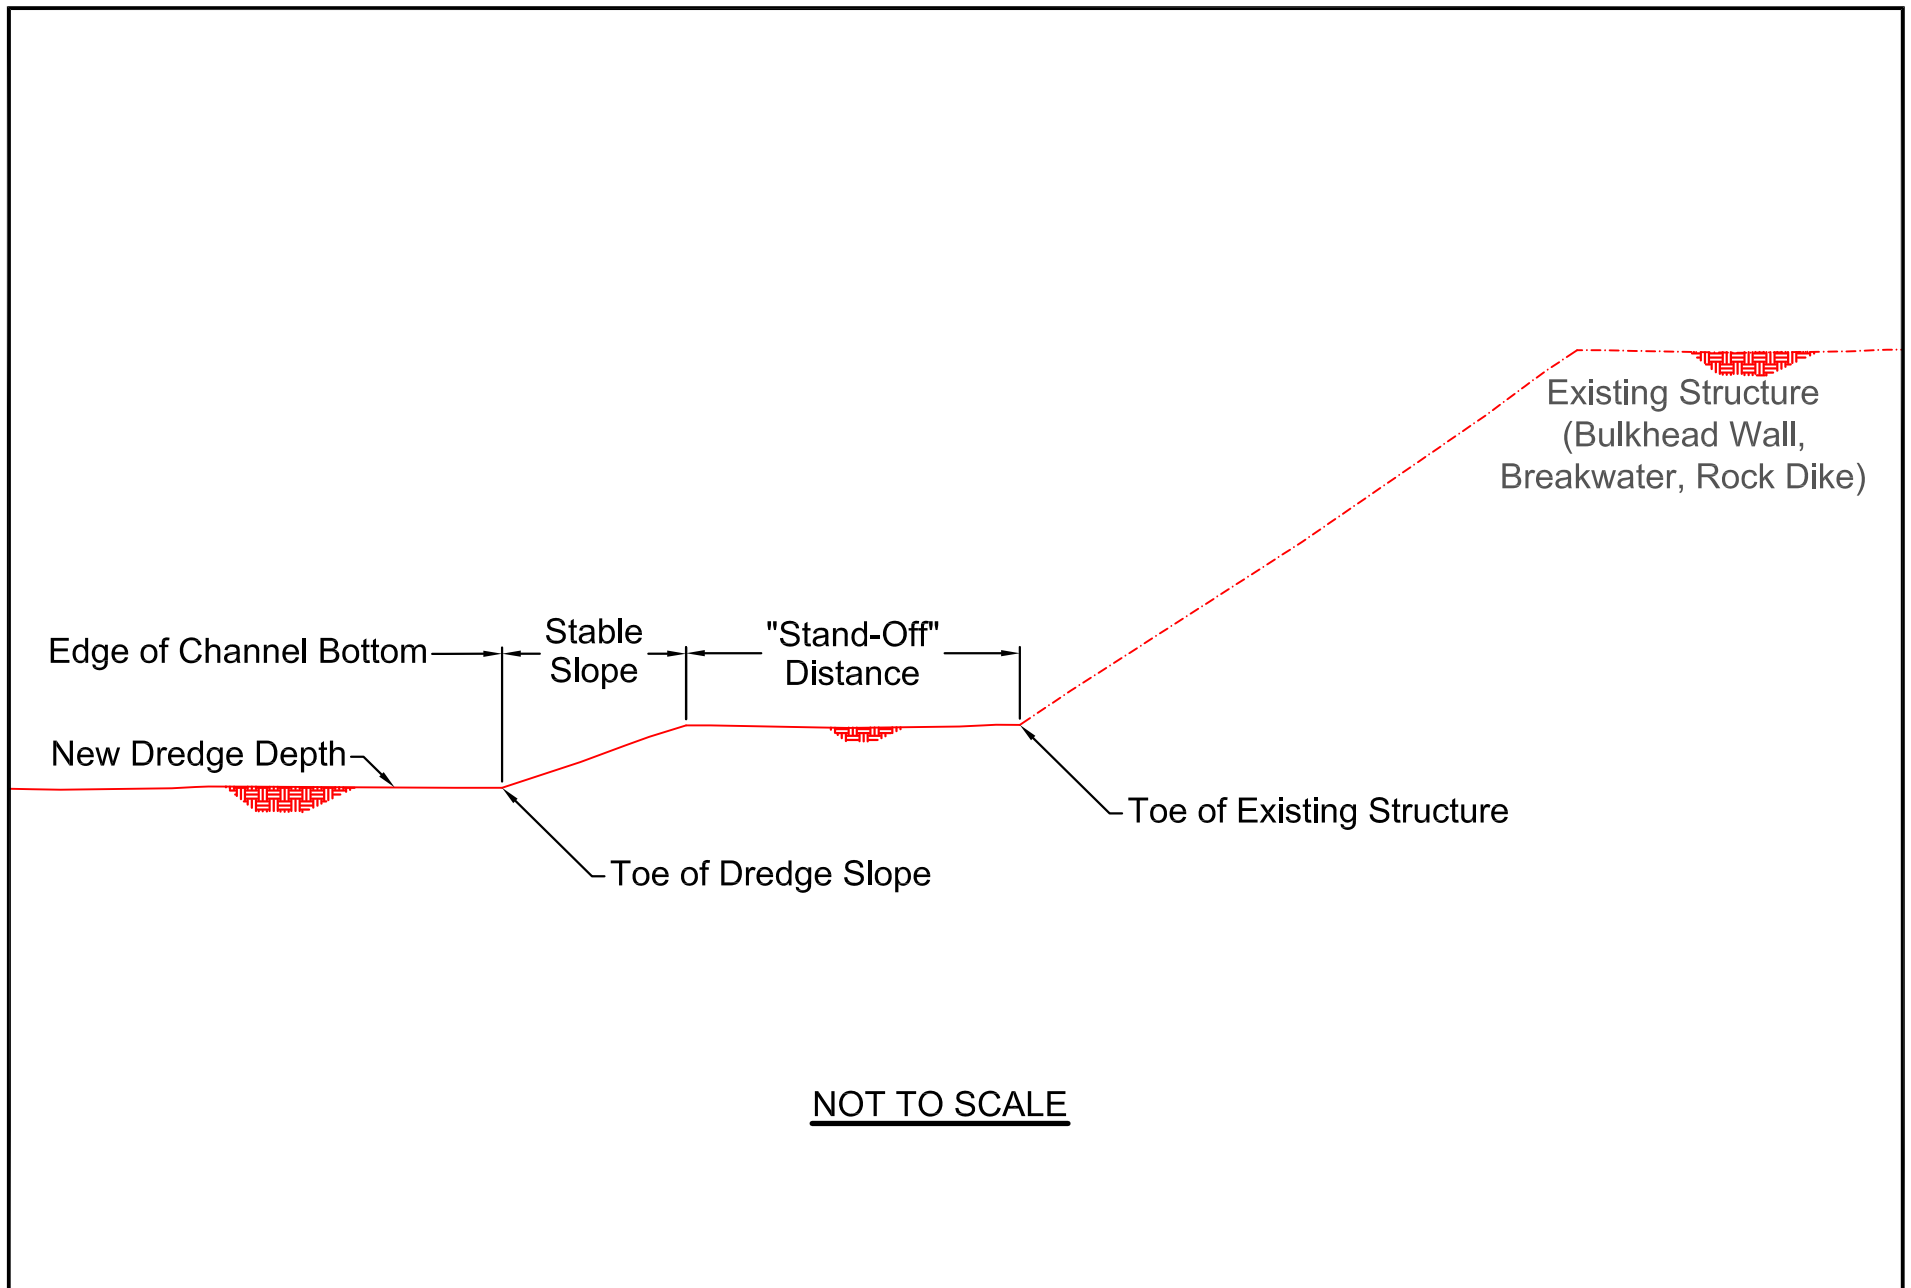 Existing Structure
(Bulkhead Wall,
Breakwater, Rock Dike)
Edge of Channel Bottom
Stable
Slope
"Stand-Off"
Distance
New Dredge Depth
Toe of Existing Structure
Toe of Dredge Slope
NOT TO SCALE